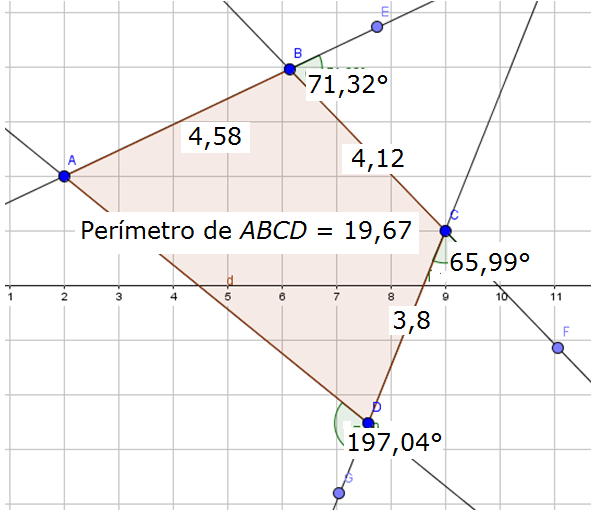 E
B
71,32°
4,58
4,12
A
C
Perímetro de ABCD = 19,67
65,99°
d
1 2 3 4 5 6 7 8 9 10 11
3,8
F
D
197,04°
G